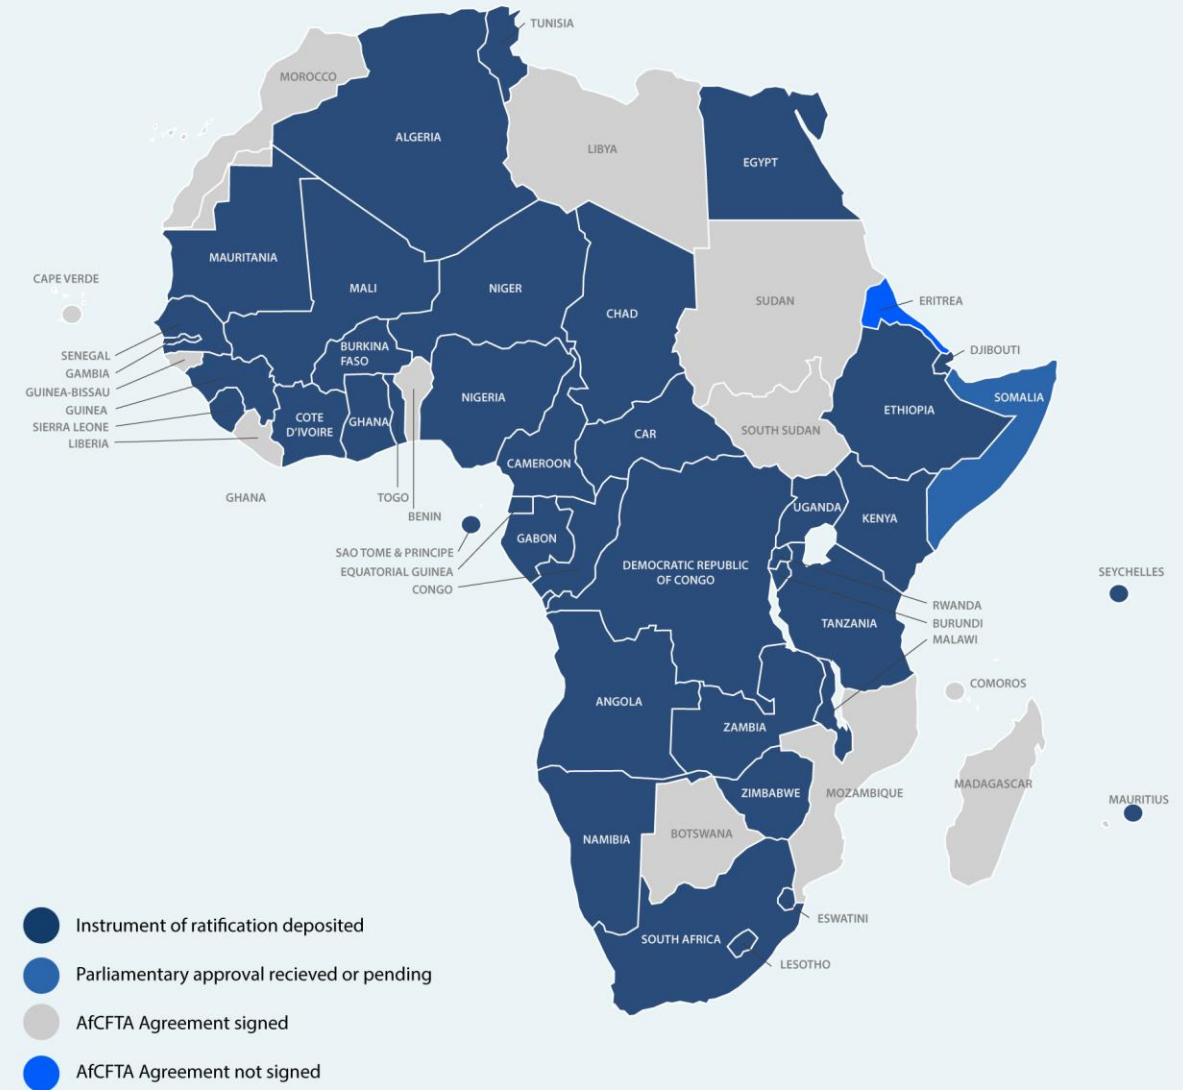 TUNISIA
MOROCCO
ALGERIA
LIBYA
EGYPT
MAURITANIA
CAPE VERDE
MALI
NIGER
CHAD
SUDAN
ERITREA
SENEGAL
GAMBIA
GUINEA-BISSAU
GUINEA
SIERRA LEONE
LIBERIA
BURKINA
FASO
DJIBOUTI
NIGERIA
SOMALIA
ETHIOPIA
COTE
D'IVOIRE
GHANA
CAR
SOUTH SUDAN
CAMEROON
GHANA
TOGO
BENIN
UGANDA
KENYA
GABON
SAO TOME & PRINCIPE
EQUATORIAL GUINEA
CONGO
DEMOCRATIC REPUBLIC
OF CONGO
SEYCHELLES
RWANDA
BURUNDI
MALAWI
TANZANIA
COMOROS
ANGOLA
ZAMBIA
MADAGASCAR
ZIMBABWE
MOZAMBIQUE
MAURITIUS
NAMIBIA
BOTSWANA
ESWATINI
SOUTH AFRICA
LESOTHO
Instrument of ratification deposited
Parliamentary approval recieved or pending
AfCFTA Agreement signed
AfCFTA Agreement not signed